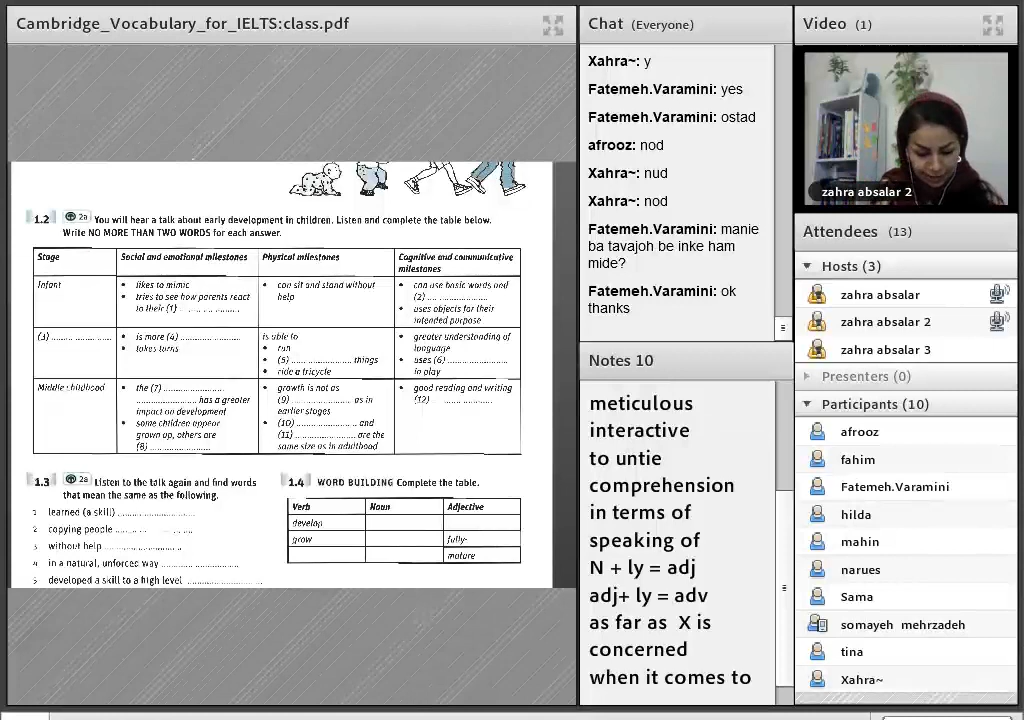 Cambridge_Vocabulary_for_IELTS:class.pdf
1.2 2a You will hear a talk about early development in children. Listen and complete the table below.
Write NO MORE THAN TWO WORDS for each answer.
Stage
Social and emotional milestones
Physical milestones
Cognitive and communicative
milestones
Infant
• likes to mimic
• tries to see how parents react
to their (1)
• can sit and stand without
help
• can use basic words and
(2)
• uses objects for their
intended purpose
(3)
• is more (4)
• takes turns
is able to
• run
• (5) things
• ride a tricycle
• greater understanding of
language
• uses (6)
in play
Middle childhood
• the (7)
has a greater
impact on development
• some children appear
grown up, others are
(8)
• growth is not as
(9) as in
earlier stages
• (10) and
(11) are the
same size as in adulthood
• good reading and writing
(12)
1.3 2a Listen to the talk again and find words
that mean the same as the following.
1 learned (a skill)
2 copying people
3 without help
4 in a natural, unforced way
5 developed a skill to a high level
1.4 WORD BUILDING Complete the table.
Verb Noun Adjective
develop
grow fully-
mature
Chat (Everyone)
Xahra~: y
Fatemeh.Varamini: yes
Fatemeh.Varamini: ostad
afrooz: nod
Xahra~: nud
Xahra~: nod
Fatemeh.Varamini: manie
ba tavajoh be inke ham
mide?
Fatemeh.Varamini: ok
thanks
Notes 10
meticulous
interactive
to untie
comprehension
in terms of
speaking of
N + ly = adj
adj+ ly = adv
as far as X is
concerned
when it comes to
Video (1)
zahra absalar 2
Attendees (13)
Hosts (3)
zahra absalar
zahra absalar 2
zahra absalar 3
Presenters (0)
Participants (10)
afrooz
fahim
Fatemeh.Varamini
hilda
mahin
narues
Sama
somayeh mehrzadeh
tina
Xahra~